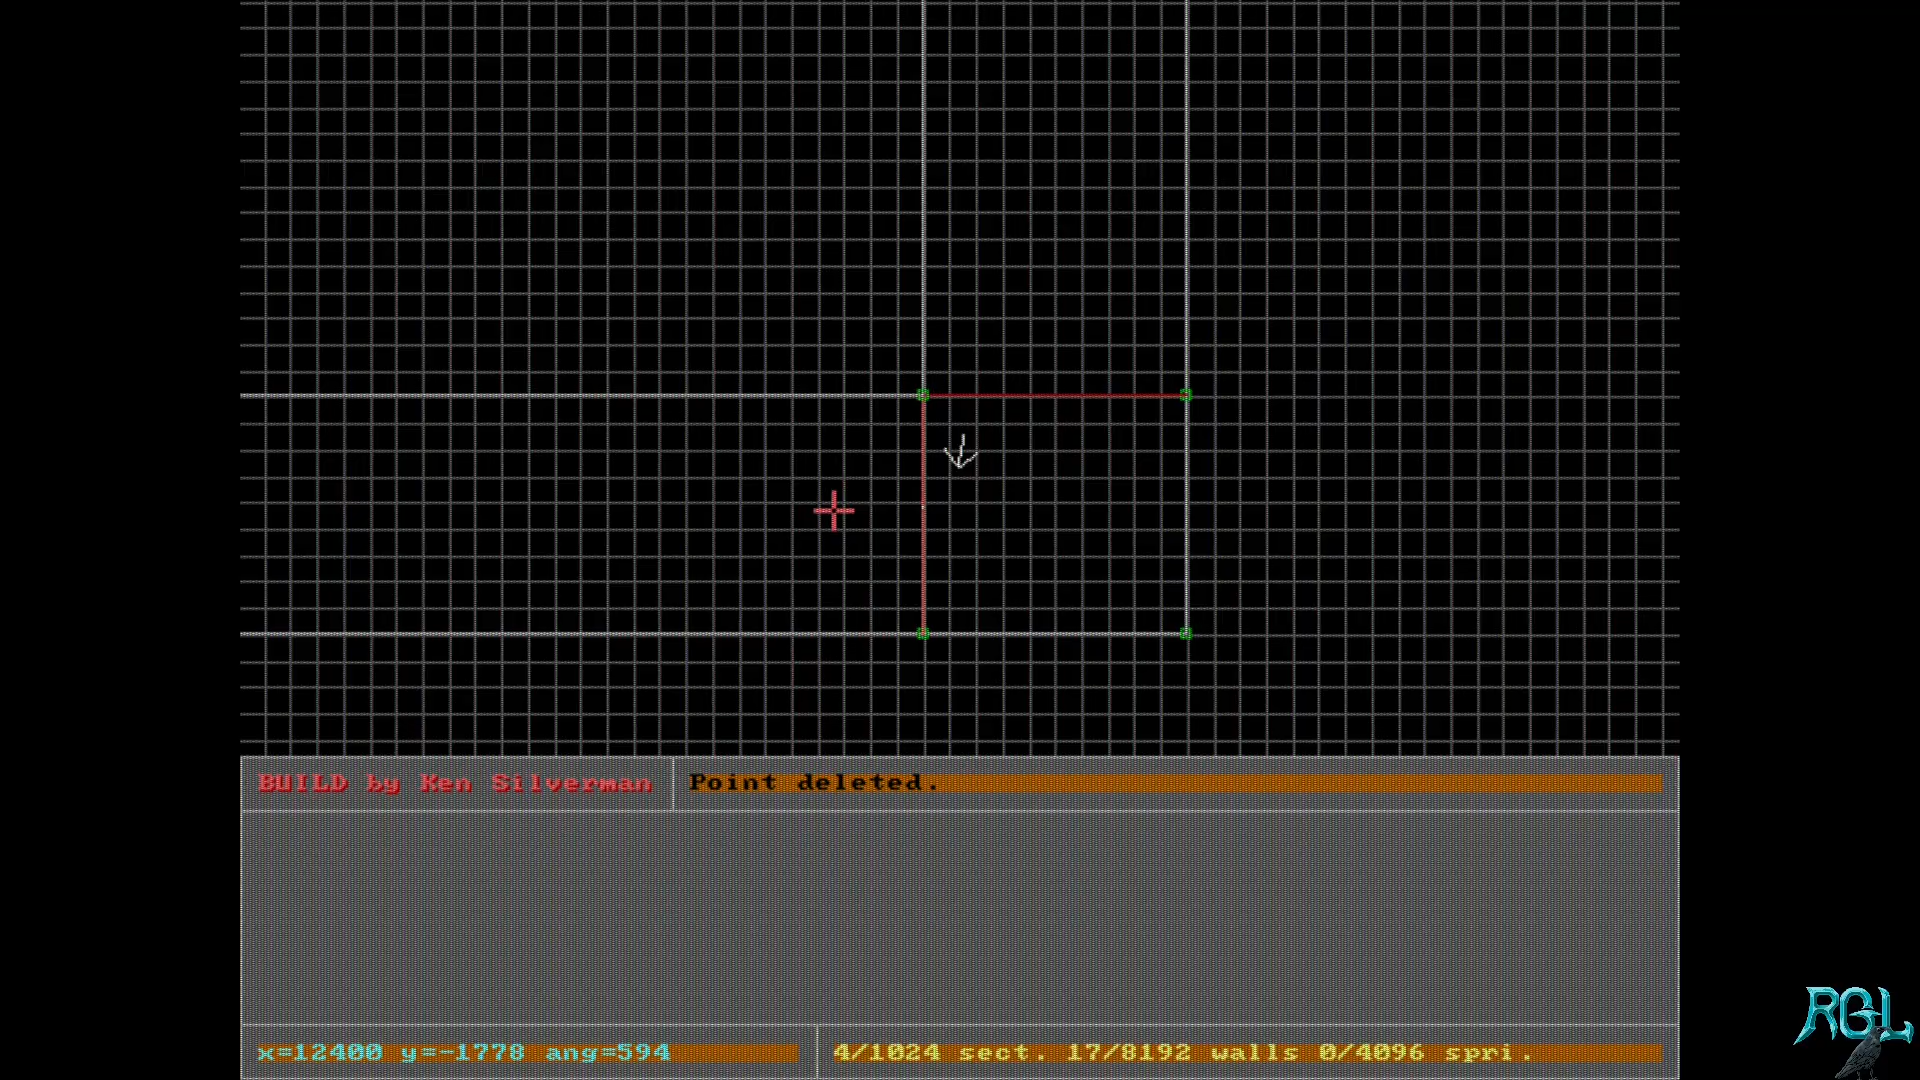 BUILD by Ken Silverman
Point deleted.
x=12400 y=-1778 ang=594
4/1024 sect. 17/8192 walls 0/4096 spri.
RGL